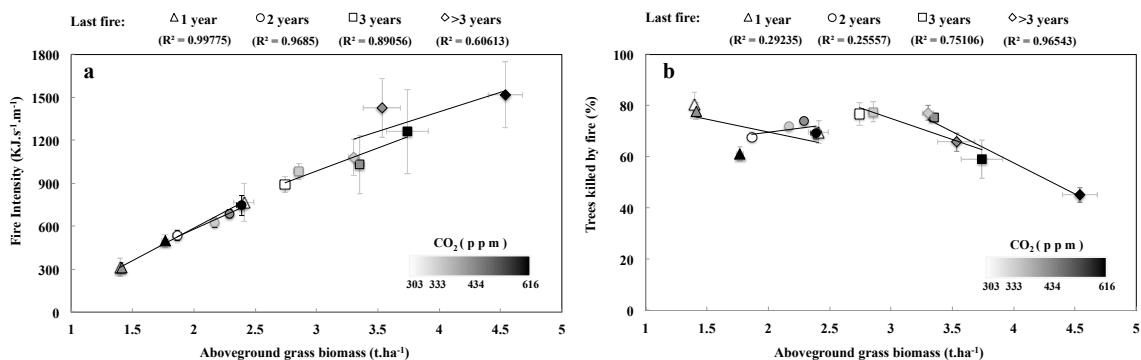 Last fire: 1 year 2 years 3 years >3 years
(R² = 0.99775) (R² = 0.9685) (R² = 0.89056) (R² = 0.60613)
a
Fire Intensity (KJ.s⁻¹.m⁻¹)
1800
1500
1200
900
600
300
0
CO₂ ( p p m )
303 333 434 616
1 1.5 2 2.5 3 3.5 4 4.5 5
Aboveground grass biomass (t.ha⁻¹)
Last fire: 1 year 2 years 3 years >3 years
(R² = 0.29235) (R² = 0.25557) (R² = 0.75106) (R² = 0.96543)
b
Trees killed by fire (%)
100
80
60
40
20
0
CO₂ ( p p m )
303 333 434 616
1 1.5 2 2.5 3 3.5 4 4.5 5
Aboveground grass biomass (t.ha⁻¹)